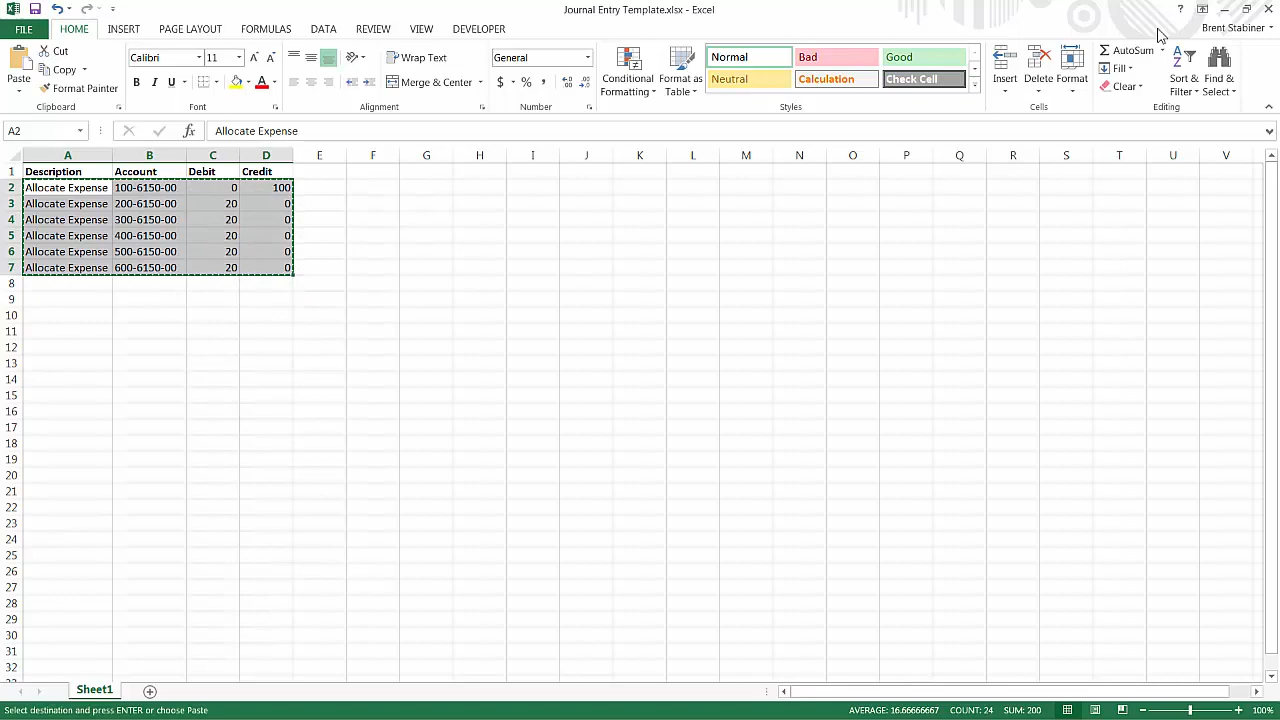 Journal Entry Template.xlsx - Excel
FILE HOME INSERT PAGE LAYOUT FORMULAS DATA REVIEW VIEW DEVELOPER Brent Stabiner
Paste Cut Copy Format Painter Clipboard
Calibri 11 B I U A Font
Wrap Text Merge & Center Alignment
General $ % , Number
Conditional Formatting Format as Table
Normal Bad Good
Neutral Calculation Check Cell
Styles
Insert Delete Format Cells
AutoSum Fill Clear Sort & Filter Find & Select Editing
A2 fx Allocate Expense
A B C D E F G H I J K L M N O P Q R S T U V
1 Description Account Debit Credit
2 Allocate Expense 100-6150-00 0 100
3 Allocate Expense 200-6150-00 20 0
4 Allocate Expense 300-6150-00 20 0
5 Allocate Expense 400-6150-00 20 0
6 Allocate Expense 500-6150-00 20 0
7 Allocate Expense 600-6150-00 20 0
8
9
10
11
12
13
14
15
16
17
18
19
20
21
22
23
24
25
26
27
28
29
30
31
32
Sheet1
Select destination and press ENTER or choose Paste AVERAGE: 16.66666667 COUNT: 24 SUM: 200 100%